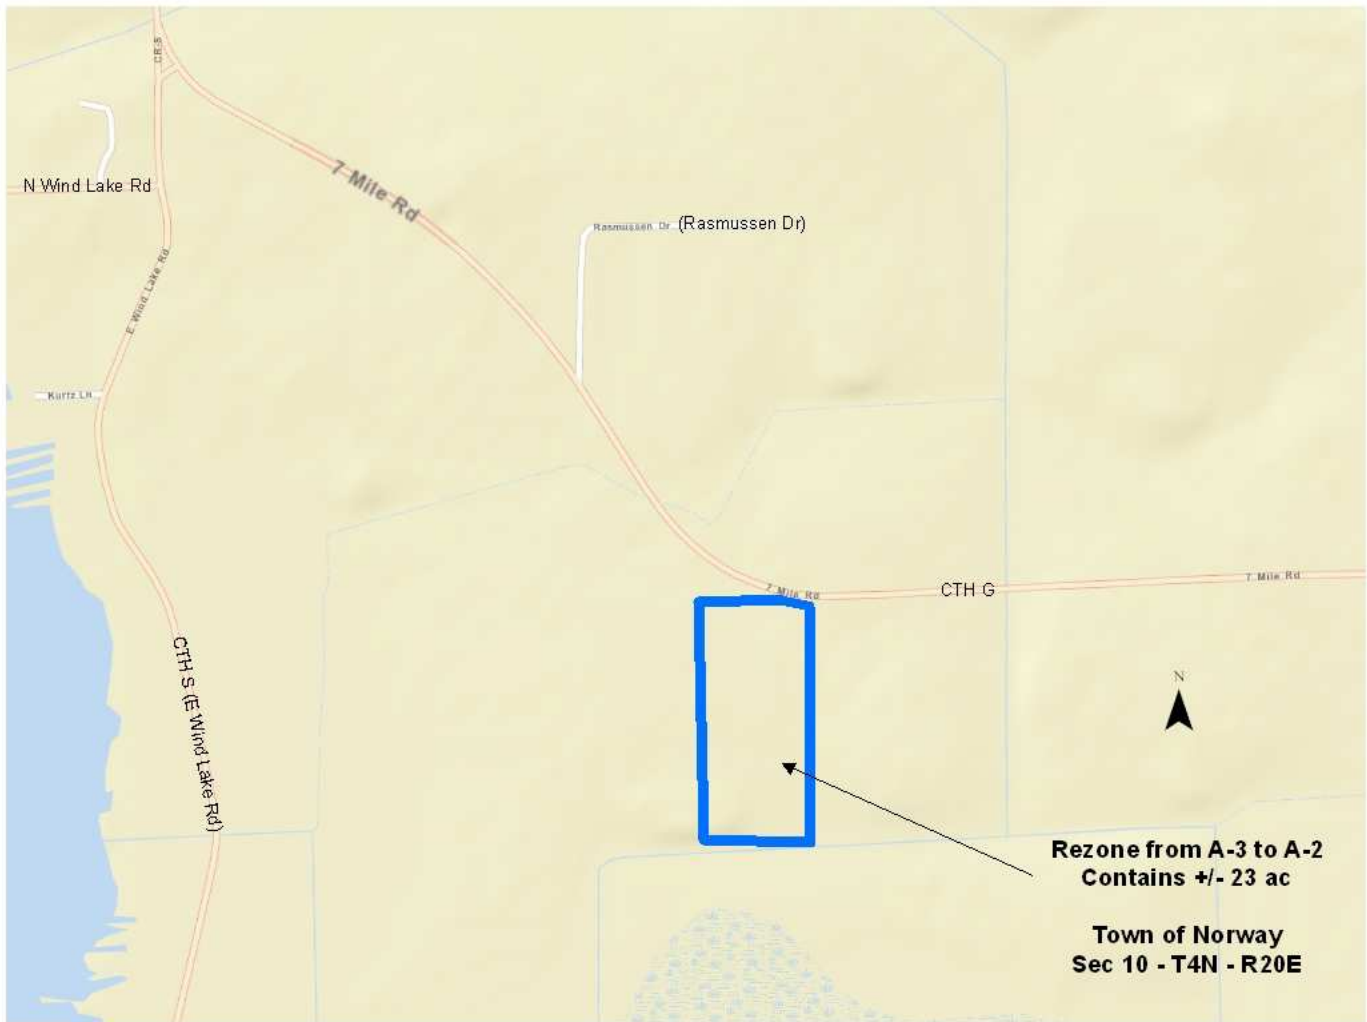 CR-S
7 Mile Rd
N Wind Lake Rd
Rasmussen Dr (Rasmussen Dr)
E Wind Lake Rd
Kurtz Ln
7 Mile Rd
CTH G
7 Mile Rd
CTH S (E Wind Lake Rd)
N
Rezone from A-3 to A-2
Contains +/- 23 ac
Town of Norway
Sec 10 - T4N - R20E